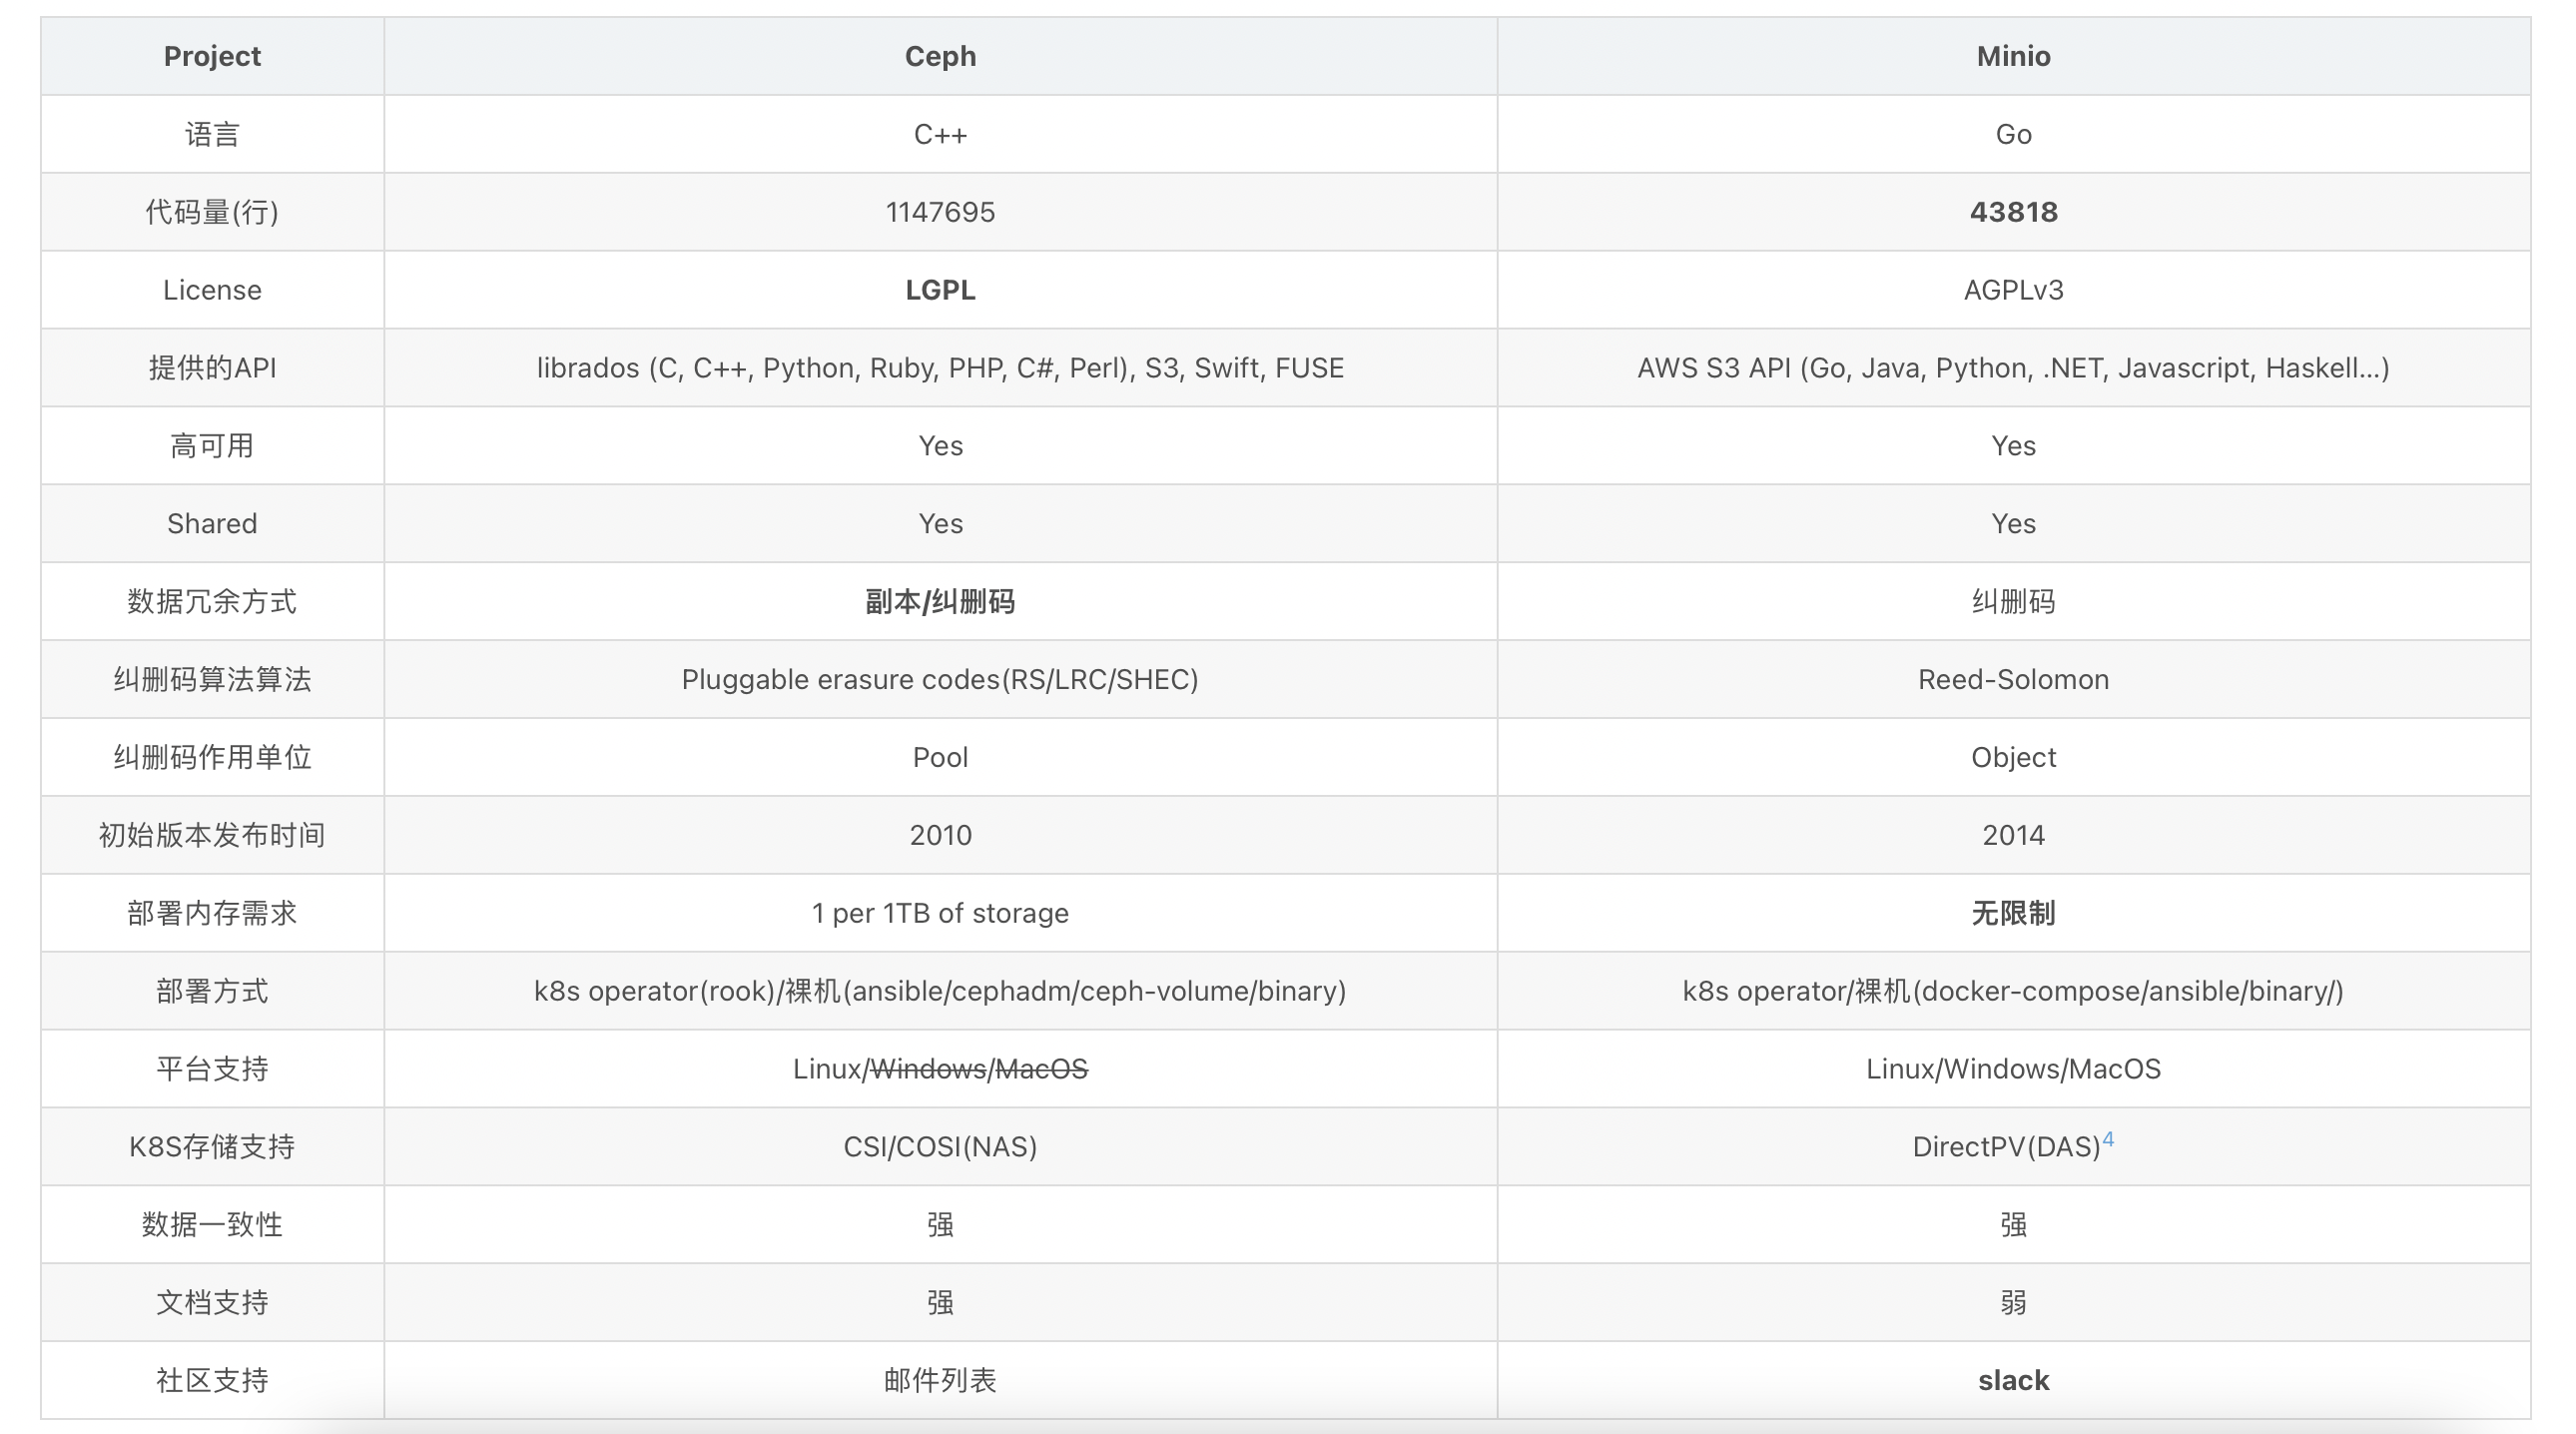 Project Ceph Minio
语言 C++ Go
代码量(行) 1147695 43818
License LGPL AGPLv3
提供的API librados (C, C++, Python, Ruby, PHP, C#, Perl), S3, Swift, FUSE AWS S3 API (Go, Java, Python, .NET, Javascript, Haskell...)
高可用 Yes Yes
Shared Yes Yes
数据冗余方式 副本/纠删码 纠删码
纠删码算法算法 Pluggable erasure codes(RS/LRC/SHEC) Reed-Solomon
纠删码作用单位 Pool Object
初始版本发布时间 2010 2014
部署内存需求 1 per 1TB of storage 无限制
部署方式 k8s operator(rook)/裸机(ansible/cephadm/ceph-volume/binary) k8s operator/裸机(docker-compose/ansible/binary/)
平台支持 Linux/Windows/MacOS Linux/Windows/MacOS
K8S存储支持 CSI/COSI(NAS) DirectPV(DAS)4
数据一致性 强 强
文档支持 强 弱
社区支持 邮件列表 slack